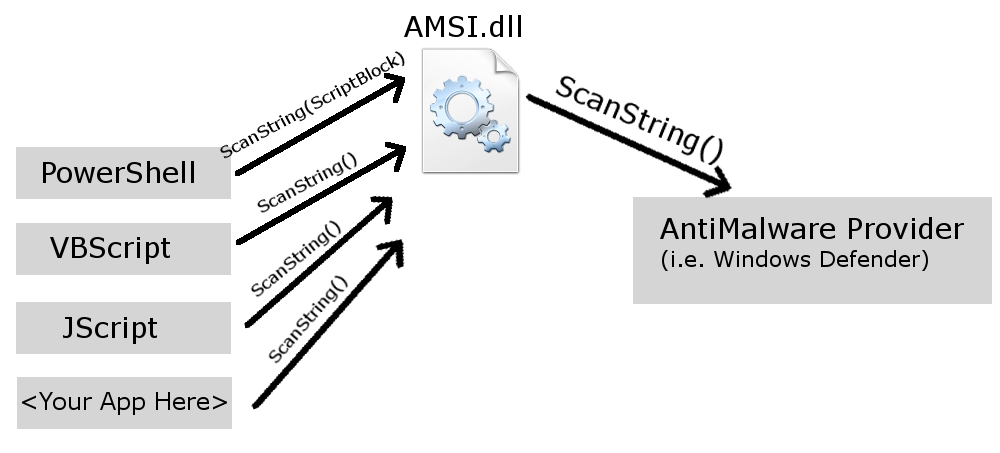 AMSI.dll
ScanString(ScriptBlock)
ScanString()
PowerShell
ScanString()
VBScript
AntiMalware Provider
(i.e. Windows Defender)
ScanString()
JScript
ScanString()
<Your App Here>